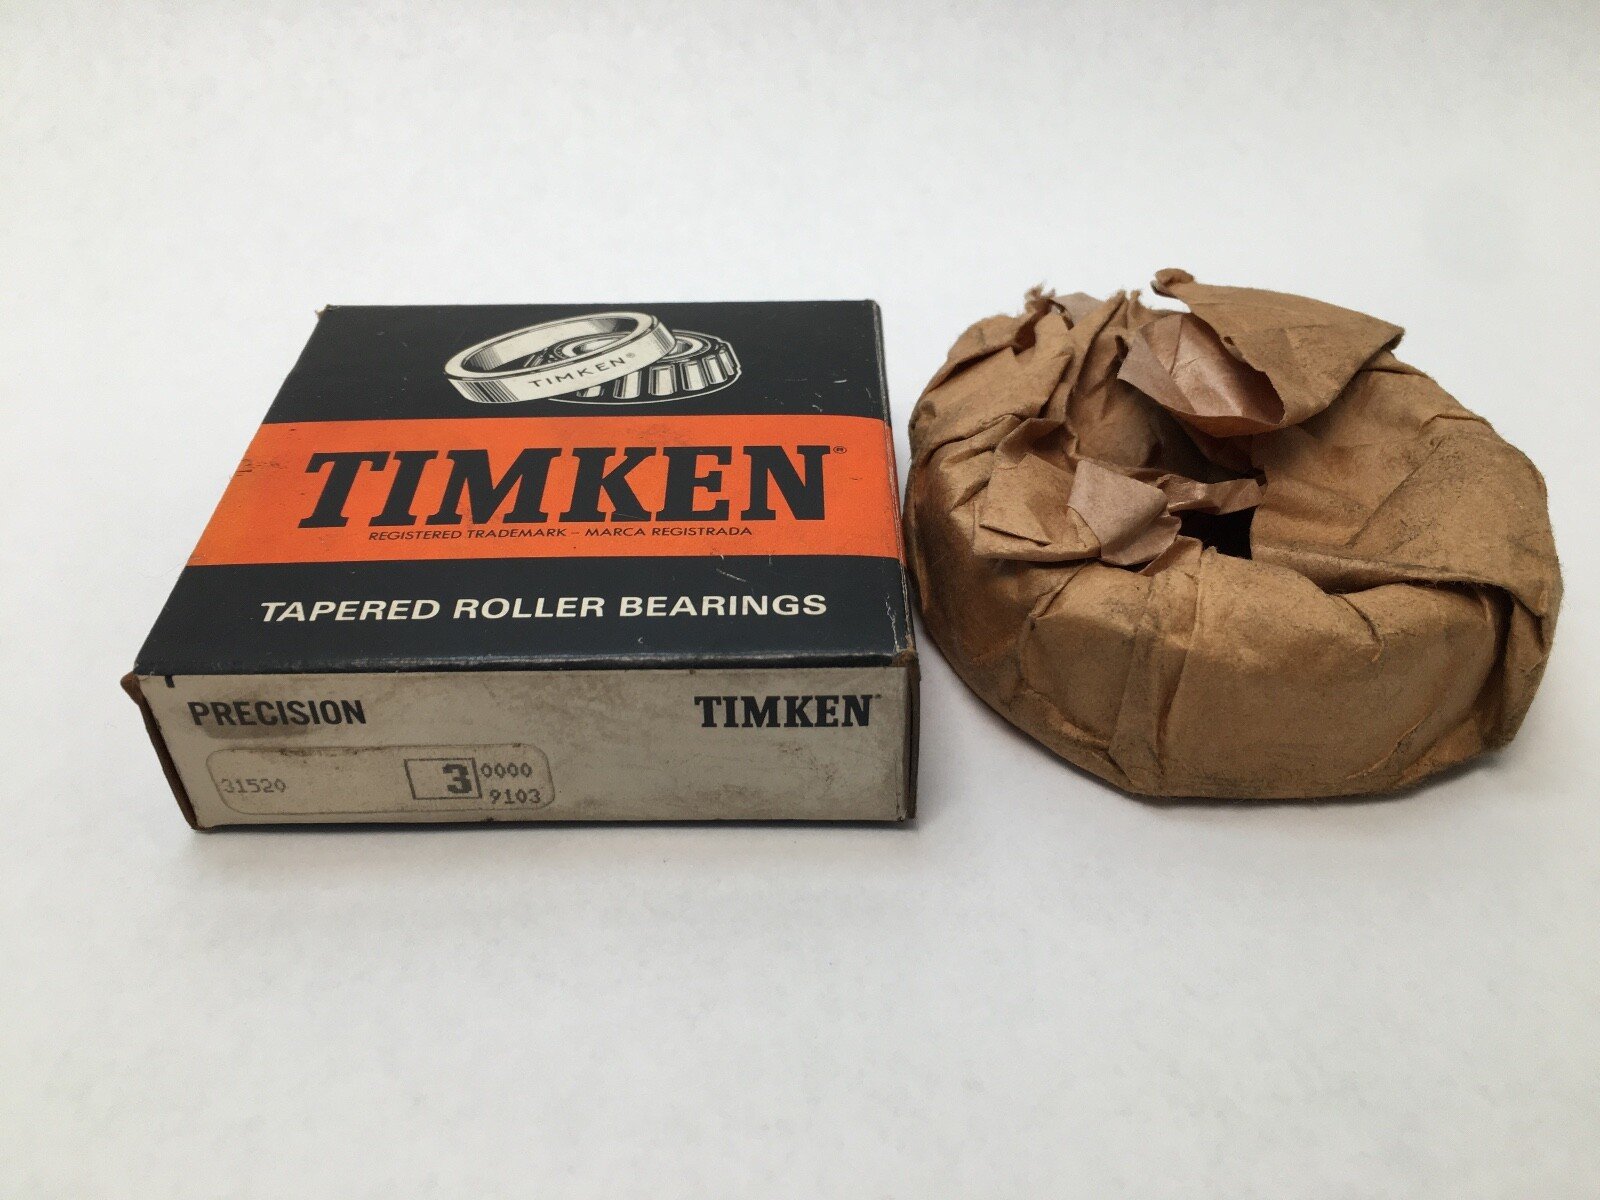 TIMKEN®
TIMKEN®
REGISTERED TRADEMARK – MARCA REGISTRADA
TAPERED ROLLER BEARINGS
PRECISION
TIMKEN
31520
3
0000
9103